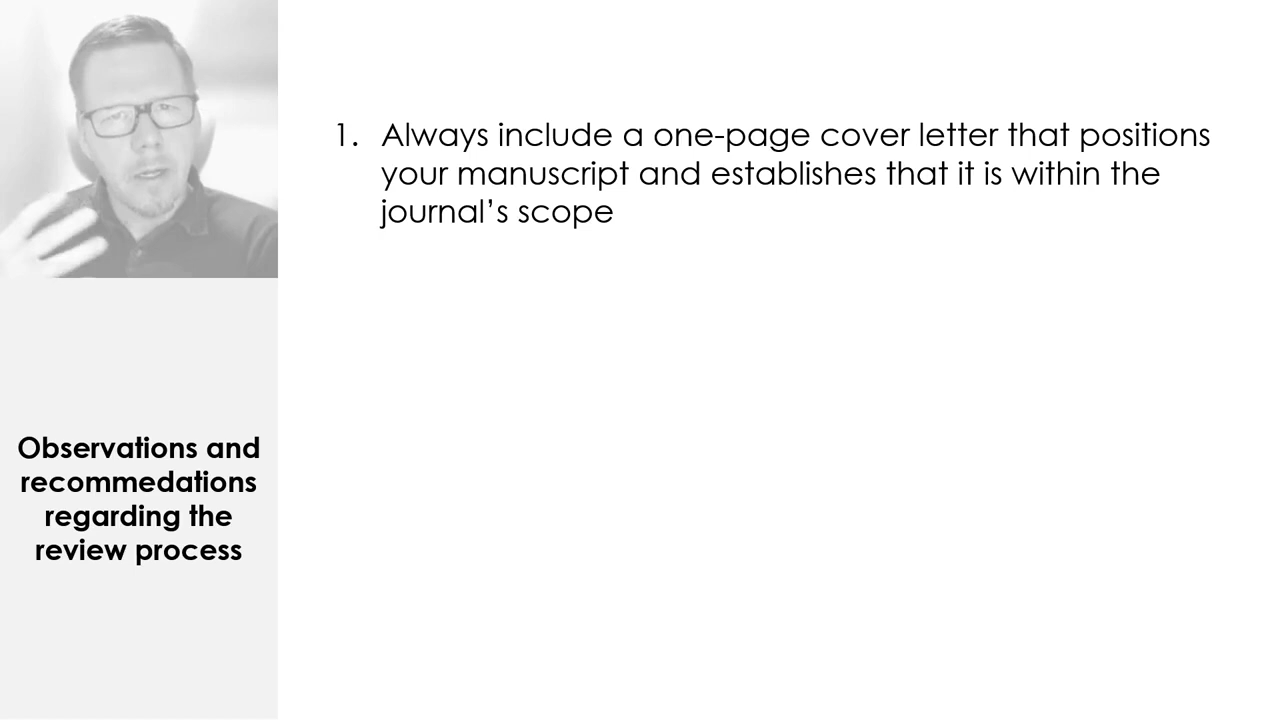 1. Always include a one-page cover letter that positions
your manuscript and establishes that it is within the
journal’s scope
Observations and
recommedations
regarding the
review process